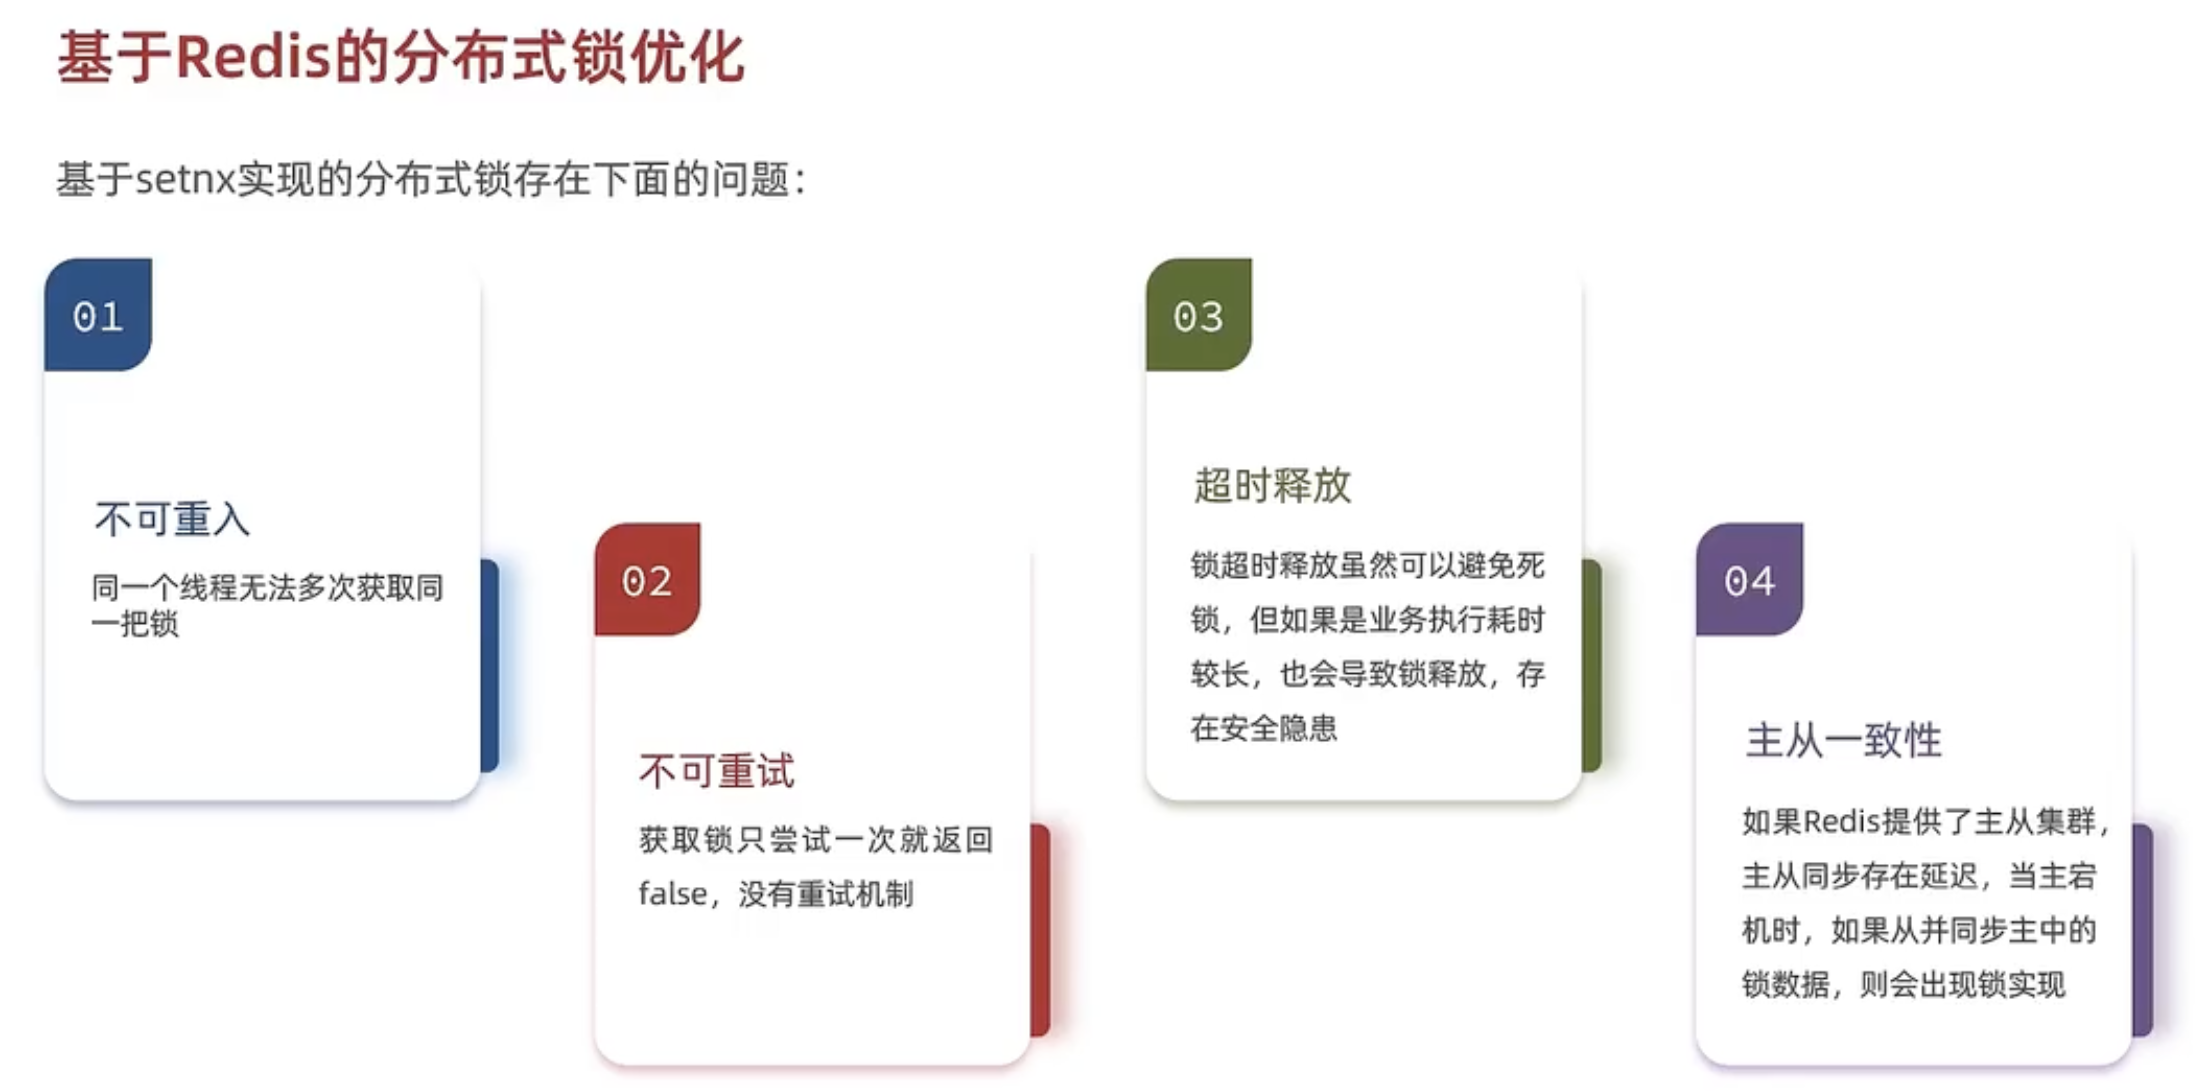 基于Redis的分布式锁优化
基于setnx实现的分布式锁存在下面的问题：
01
不可重入
同一个线程无法多次获取同
一把锁
02
不可重试
获取锁只尝试一次就返回
false，没有重试机制
03
超时释放
锁超时释放虽然可以避免死
锁，但如果是业务执行耗时
较长，也会导致锁释放，存
在安全隐患
04
主从一致性
如果Redis提供了主从集群，
主从同步存在延迟，当主宕
机时，如果从并同步主中的
锁数据，则会出现锁实现